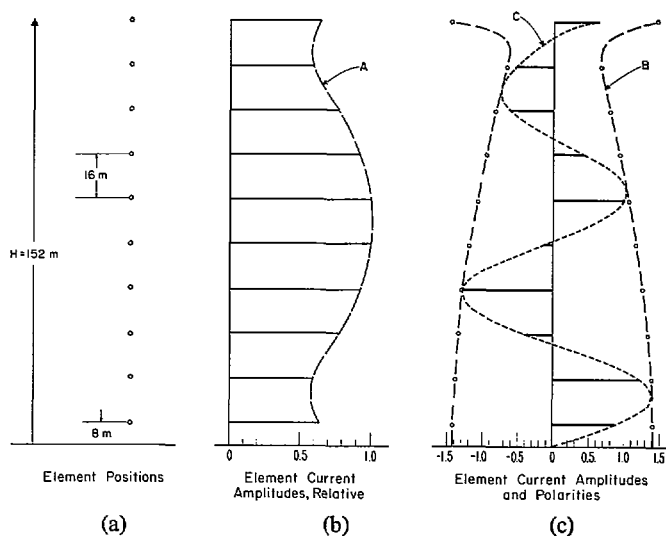 A
C
B
16 m
H=152 m
8m
0 0.5 1.0
-1.5 -1.0 -0.5 0 0.5 1.0 1.5
Element Positions
Element Current
Amplitudes, Relative
Element Current Amplitudes
and Polarities
(a)
(b)
(c)